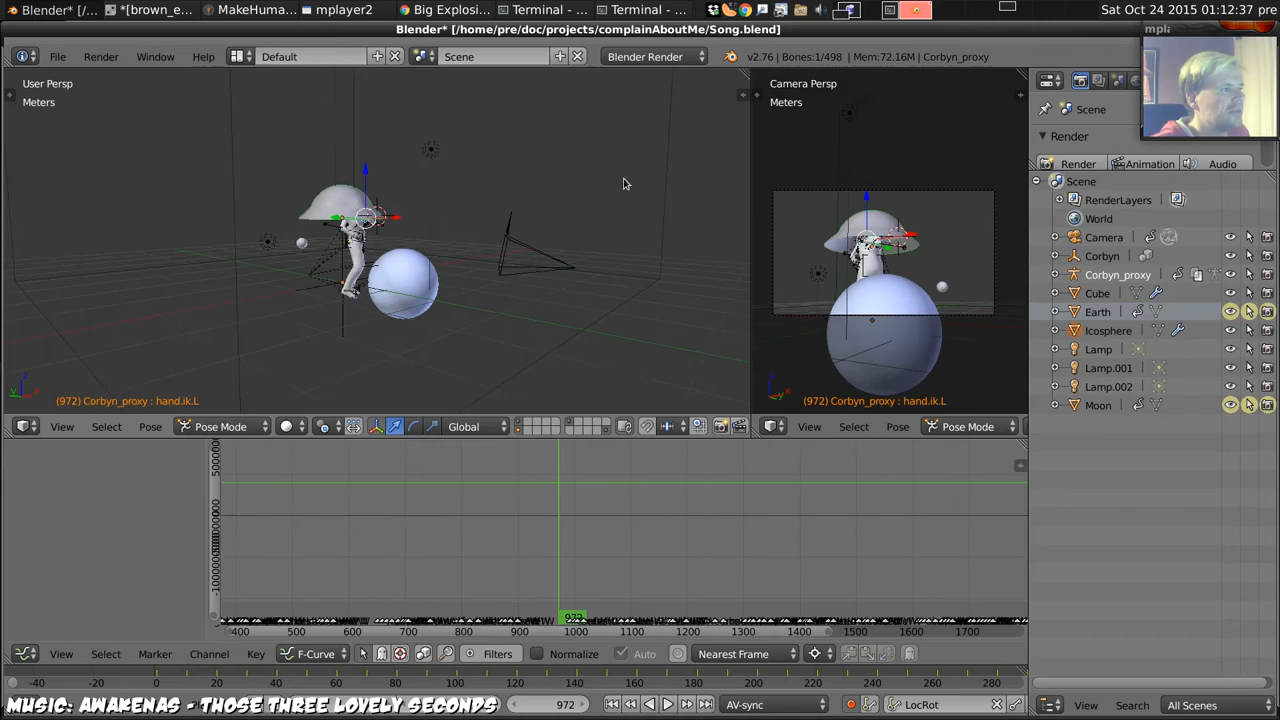 Blender* [/... *[brown_e... MakeHuma... mplayer2 Big Explosi... Terminal - ... Terminal - ... Sat Oct 24 2015 01:12:37 pre
Blender* [/home/pre/doc/projects/complainAboutMe/Song.blend] mpla
File Render Window Help Default Scene Blender Render v2.76 | Bones:1/498 | Mem:72.16M | Corbyn_proxy
User Persp
Meters
Camera Persp
Meters
Scene
Render
Render Animation Audio
Scene
RenderLayers
World
Camera
Corbyn
Corbyn_proxy
Cube
Earth
Icosphere
Lamp
Lamp.001
Lamp.002
Moon
(972) Corbyn_proxy : hand.ik.L
(972) Corbyn_proxy : hand.ik.L
View Select Pose Pose Mode Global
View Select Pose Pose Mode
972
400 500 600 700 800 900 1000 1100 1200 1300 1400 1500 1600 1700
View Select Marker Channel Key F-Curve Filters Normalize Auto Nearest Frame
-40 -20 0 20 40 60 80 100 120 140 160 180 200 220 240 260 280
MUSIC: AWAKENAS - THOSE THREE LOVELY SECONDS
972 AV-sync LocRot
View Search All Scenes